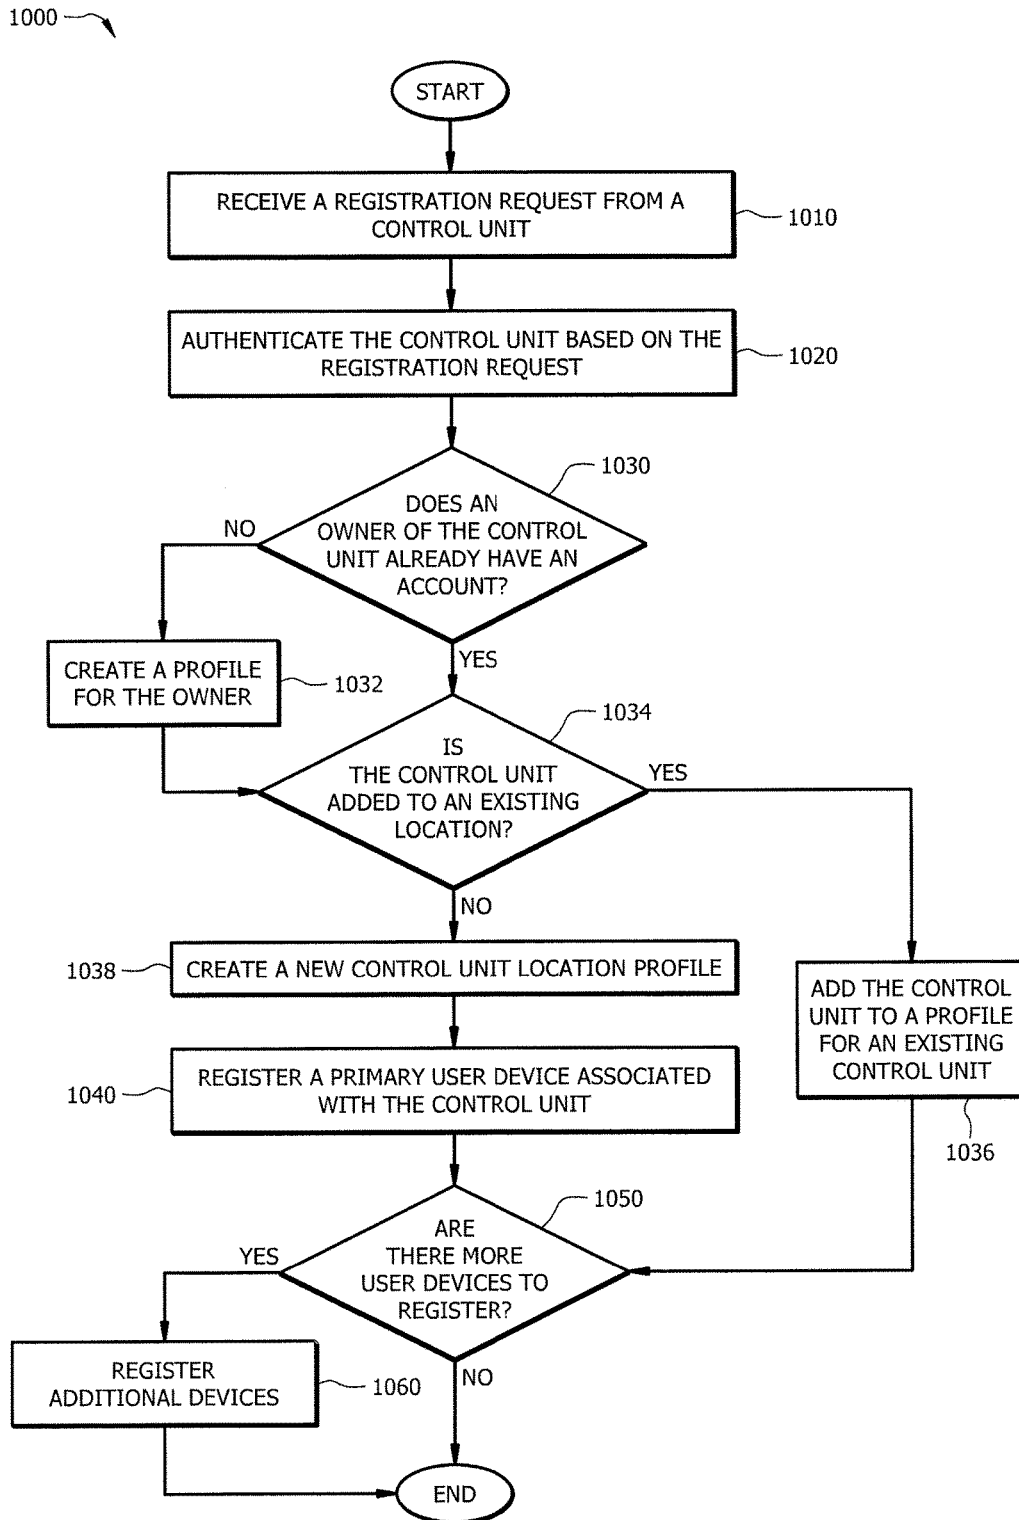 1000
START
RECEIVE A REGISTRATION REQUEST FROM A
CONTROL UNIT
1010
AUTHENTICATE THE CONTROL UNIT BASED ON THE
REGISTRATION REQUEST
1020
1030
DOES AN
OWNER OF THE CONTROL
UNIT ALREADY HAVE AN
ACCOUNT?
NO
YES
CREATE A PROFILE
FOR THE OWNER
1032
1034
IS
THE CONTROL UNIT
ADDED TO AN EXISTING
LOCATION?
YES
NO
1038
CREATE A NEW CONTROL UNIT LOCATION PROFILE
ADD THE CONTROL
UNIT TO A PROFILE
FOR AN EXISTING
CONTROL UNIT
1036
1040
REGISTER A PRIMARY USER DEVICE ASSOCIATED
WITH THE CONTROL UNIT
1050
ARE
THERE MORE
USER DEVICES TO
REGISTER?
YES
NO
REGISTER
ADDITIONAL DEVICES
1060
END